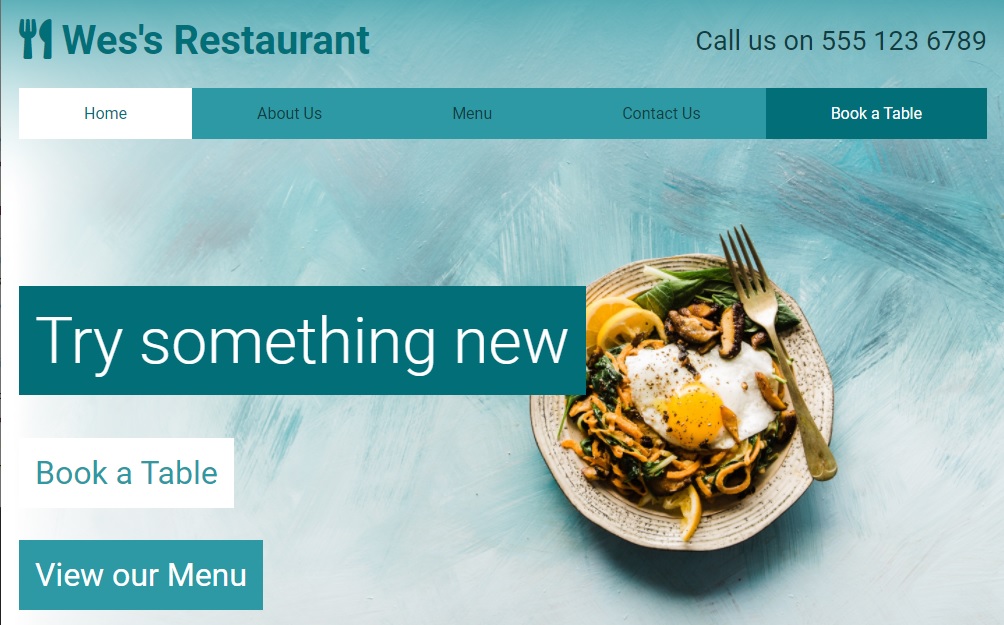 Wes's Restaurant
Call us on 555 123 6789
Home
About Us
Menu
Contact Us
Book a Table
Try something new
Book a Table
View our Menu